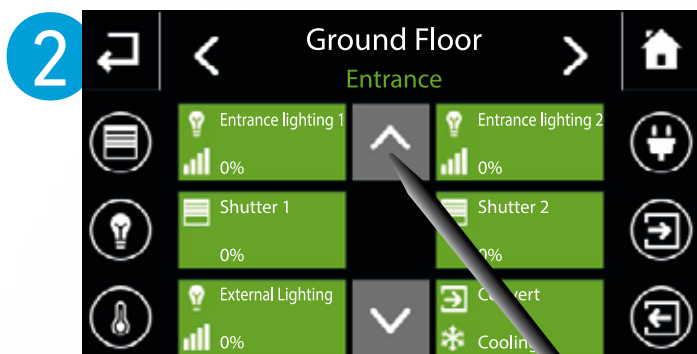 2
Ground Floor
Entrance
Entrance lighting 1
0%
Entrance lighting 2
0%
Shutter 1
0%
Shutter 2
0%
External Lighting
0%
Cooling